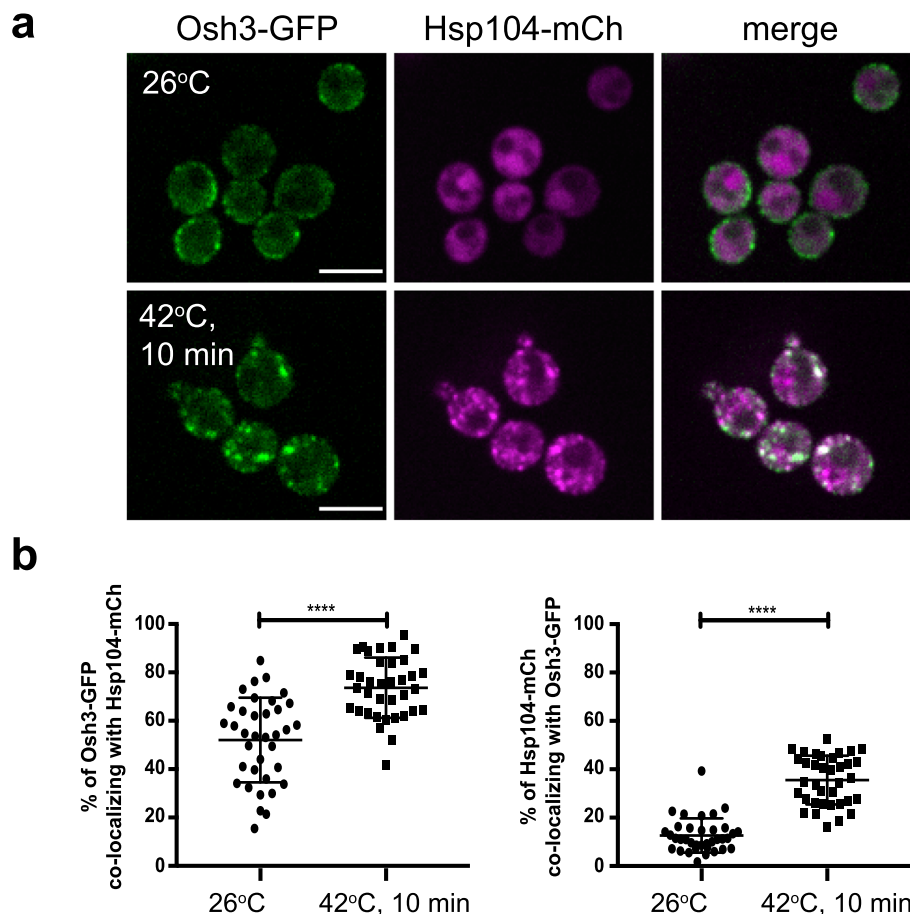 a
Osh3-GFP Hsp104-mCh merge
26°C
42°C,
10 min
b
% of Osh3-GFP
co-localizing with Hsp104-mCh
100
80
60
40
20
0
****
26°C 42°C, 10 min
% of Hsp104-mCh
co-localizing with Osh3-GFP
100
80
60
40
20
0
****
26°C 42°C, 10 min